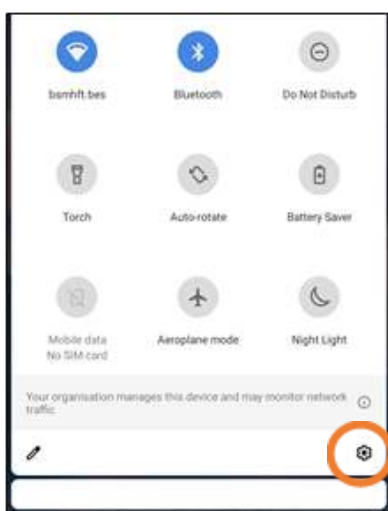 bsmhft.bes
Bluetooth
Do Not Disturb
Torch
Auto-rotate
Battery Saver
Mobile data
No SIM card
Aeroplane mode
Night Light
Your organisation manages this device and may monitor network
traffic.